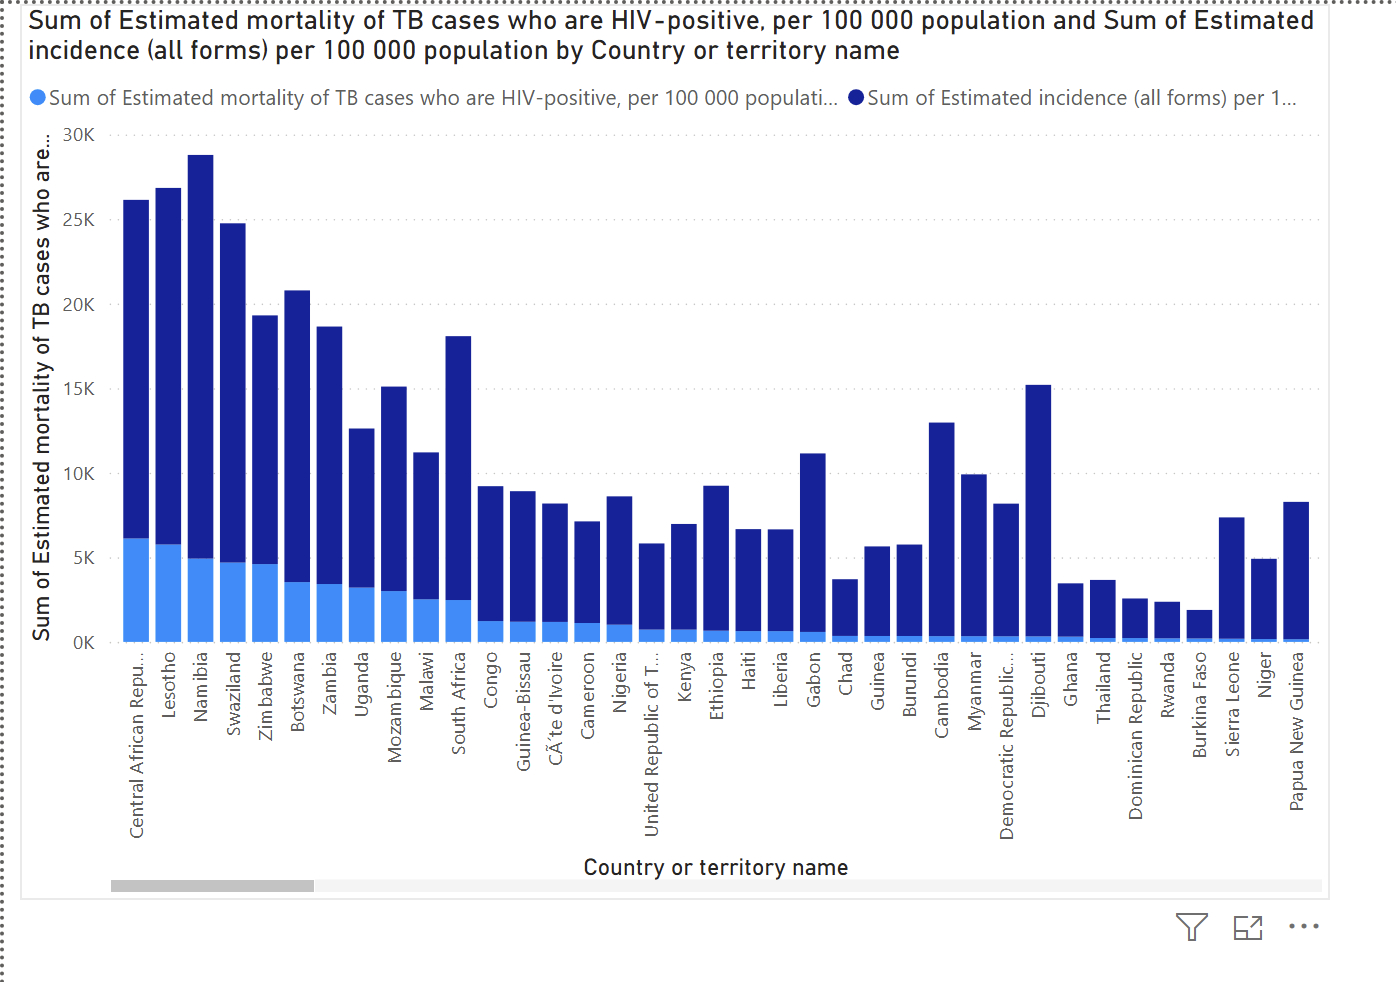 Sum of Estimated mortality of TB cases who are HIV-positive, per 100 000 population and Sum of Estimated
incidence (all forms) per 100 000 population by Country or territory name
Sum of Estimated mortality of TB cases who are HIV-positive, per 100 000 populati...
Sum of Estimated incidence (all forms) per 1...
Sum of Estimated mortality of TB cases who are...
30K
25K
20K
15K
10K
5K
0K
Central African Repu...
Lesotho
Namibia
Swaziland
Zimbabwe
Botswana
Zambia
Uganda
Mozambique
Malawi
South Africa
Congo
Guinea-Bissau
CÃ´te d'Ivoire
Cameroon
Nigeria
United Republic of T...
Kenya
Ethiopia
Haiti
Liberia
Gabon
Chad
Guinea
Burundi
Cambodia
Myanmar
Democratic Republic...
Djibouti
Ghana
Thailand
Dominican Republic
Rwanda
Burkina Faso
Sierra Leone
Niger
Papua New Guinea
Country or territory name